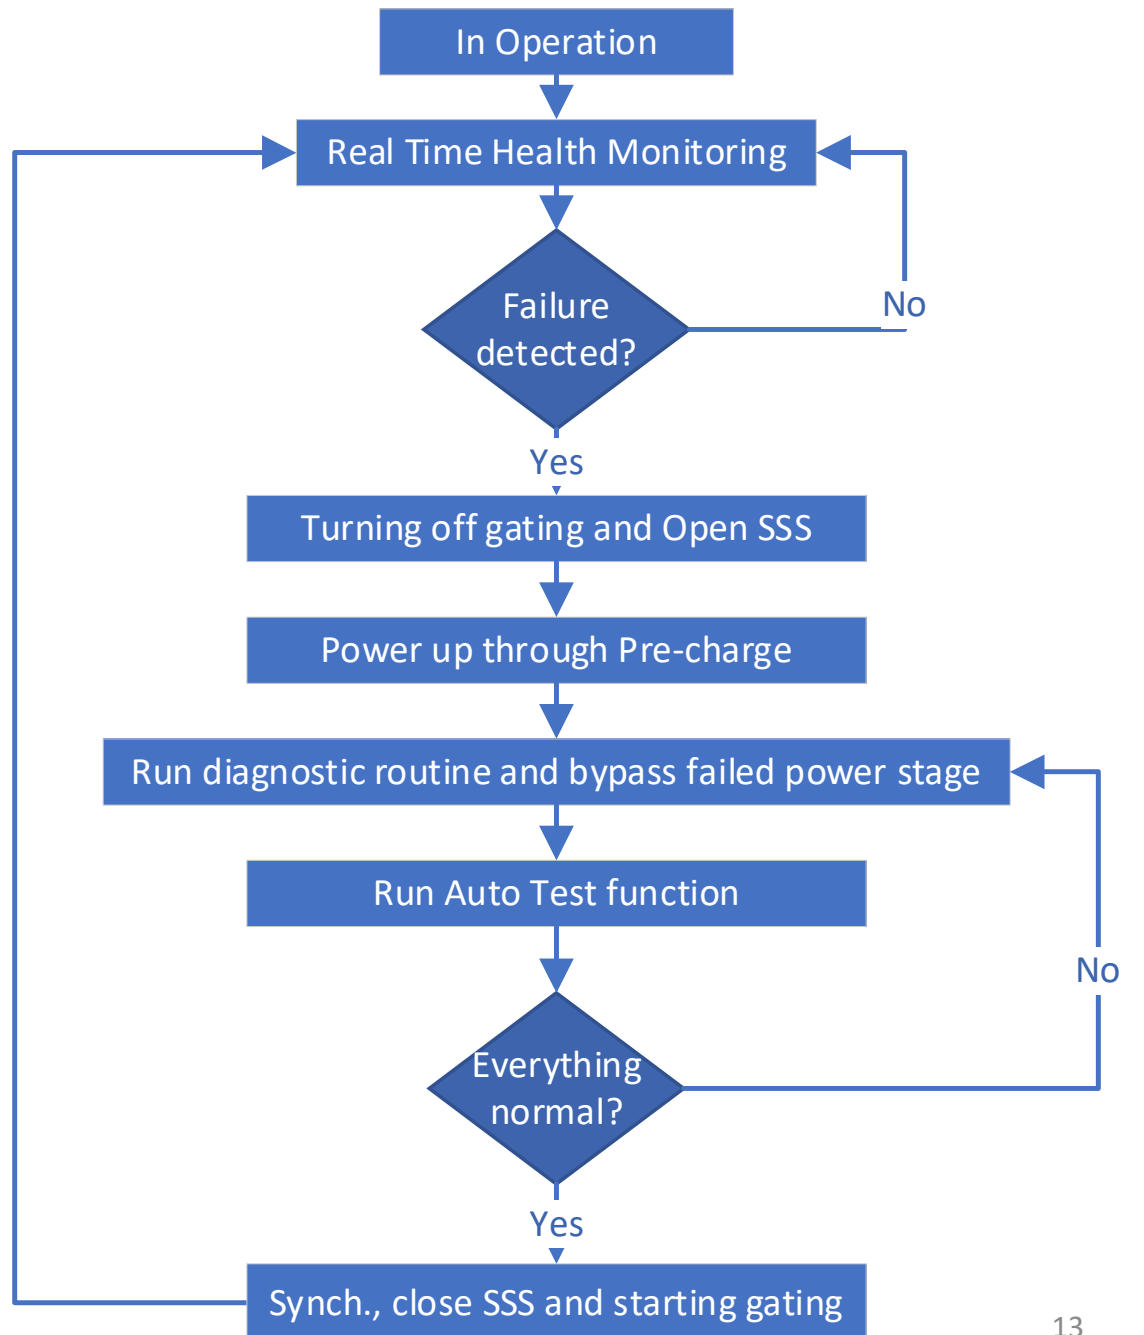 In Operation
Real Time Health Monitoring
Failure
detected?
No
Yes
Turning off gating and Open SSS
Power up through Pre-charge
Run diagnostic routine and bypass failed power stage
Run Auto Test function
No
Everything
normal?
Yes
Synch., close SSS and starting gating
13